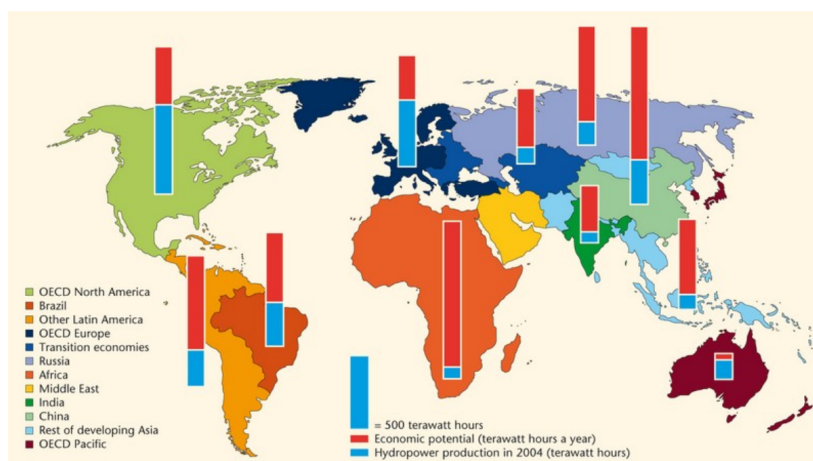 OECD North America
Brazil
Other Latin America
OECD Europe
Transition economies
Russia
Africa
Middle East
India
China
Rest of developing Asia
OECD Pacific
= 500 terawatt hours
Economic potential (terawatt hours a year)
Hydropower production in 2004 (terawatt hours)